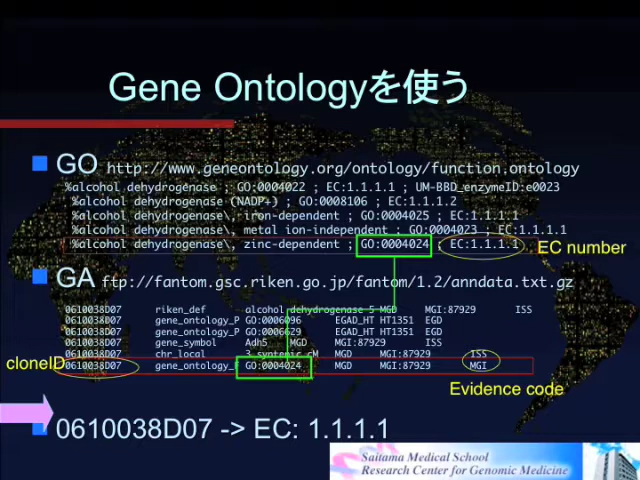 Gene Ontologyを使う
GO http://www.geneontology.org/ontology/function.ontology
%alcohol dehydrogenase ; GO:0004022 ; EC:1.1.1.1 ; UM-BBD_enzymeID:e0023
%alcohol dehydrogenase (NADP+) ; GO:0008106 ; EC:1.1.1.2
%alcohol dehydrogenase\, iron-dependent ; GO:0004025 ; EC:1.1.1.1
%alcohol dehydrogenase\, metal ion-independent ; GO:0004023 ; EC:1.1.1.1
%alcohol dehydrogenase\, zinc-dependent ; GO:0004024 ; EC:1.1.1.1
EC number
GA ftp://fantom.gsc.riken.go.jp/fantom/1.2/anndata.txt.gz
0610038D07 riken_def alcohol dehydrogenase 5 MGD MGI:87929 ISS
0610038D07 gene_ontology_P GO:0006096 EGAD_HT HT1351 EGD
0610038D07 gene_ontology_P GO:0006629 EGAD_HT HT1351 EGD
0610038D07 gene_symbol Adh5 MGD MGI:87929 ISS
0610038D07 chr_local 3 syntenic cM MGD MGI:87929 ISS
cloneID
0610038D07 gene_ontology_F GO:0004024 MGD MGI:87929 MGI
Evidence code
0610038D07 -> EC: 1.1.1.1
Saitama Medical School
Research Center for Genomic Medicine